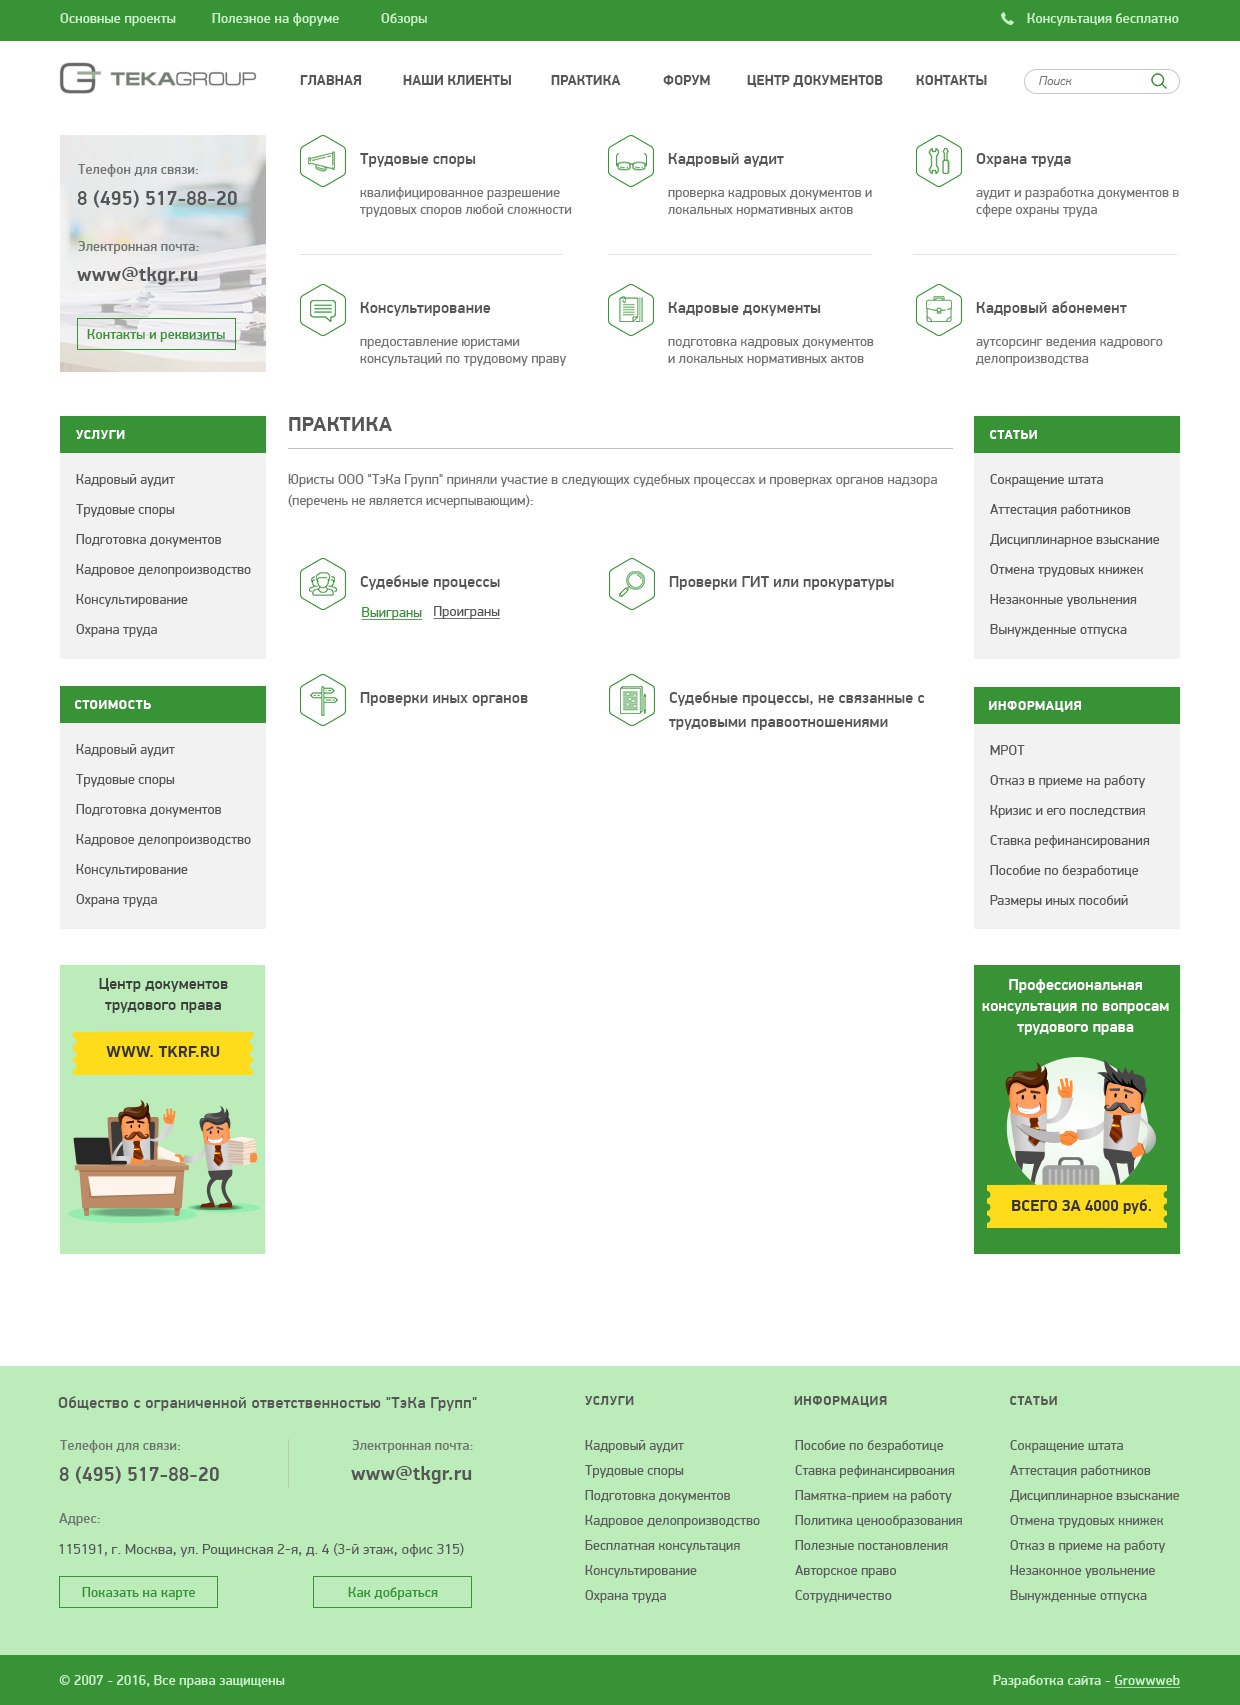 Основные проекты
Полезное на форуме
Обзоры
Консультация бесплатно
TEKAGROUP
ГЛАВНАЯ
НАШИ КЛИЕНТЫ
ПРАКТИКА
ФОРУМ
ЦЕНТР ДОКУМЕНТОВ
КОНТАКТЫ
Поиск
Телефон для связи:
8 (495) 517-88-20
Электронная почта:
www@tkgr.ru
Контакты и реквизиты
Трудовые споры
квалифицированное разрешение
трудовых споров любой сложности
Кадровый аудит
проверка кадровых документов и
локальных нормативных актов
Охрана труда
аудит и разработка документов в
сфере охраны труда
Консультирование
предоставление юристами
консультаций по трудовому праву
Кадровые документы
подготовка кадровых документов
и локальных нормативных актов
Кадровый абонемент
аутсорсинг ведения кадрового
делопроизводства
УСЛУГИ
Кадровый аудит
Трудовые споры
Подготовка документов
Кадровое делопроизводство
Консультирование
Охрана труда
СТОИМОСТЬ
Кадровый аудит
Трудовые споры
Подготовка документов
Кадровое делопроизводство
Консультирование
Охрана труда
Центр документов
трудового права
WWW. TKRF.RU
ПРАКТИКА
Юристы ООО "ТэКа Групп" приняли участие в следующих судебных процессах и проверках органов надзора
(перечень не является исчерпывающим):
Судебные процессы
Выиграны Проиграны
Проверки ГИТ или прокуратуры
Проверки иных органов
Судебные процессы, не связанные с
трудовыми правоотношениями
СТАТЬИ
Сокращение штата
Аттестация работников
Дисциплинарное взыскание
Отмена трудовых книжек
Незаконные увольнения
Вынужденные отпуска
ИНФОРМАЦИЯ
МРОТ
Отказ в приеме на работу
Кризис и его последствия
Ставка рефинансирования
Пособие по безработице
Размеры иных пособий
Профессиональная
консультация по вопросам
трудового права
ВСЕГО ЗА 4000 руб.
Общество с ограниченной ответственностью "ТэКа Групп"
Телефон для связи:
8 (495) 517-88-20
Электронная почта:
www@tkgr.ru
Адрес:
115191, г. Москва, ул. Рощинская 2-я, д. 4 (3-й этаж, офис 315)
Показать на карте
Как добраться
УСЛУГИ
Кадровый аудит
Трудовые споры
Подготовка документов
Кадровое делопроизводство
Бесплатная консультация
Консультирование
Охрана труда
ИНФОРМАЦИЯ
Пособие по безработице
Ставка рефинансирвоания
Памятка-прием на работу
Политика ценообразования
Полезные постановления
Авторское право
Сотрудничество
СТАТЬИ
Сокращение штата
Аттестация работников
Дисциплинарное взыскание
Отмена трудовых книжек
Отказ в приеме на работу
Незаконное увольнение
Вынужденные отпуска
© 2007 - 2016, Все права защищены
Разработка сайта - Growwweb